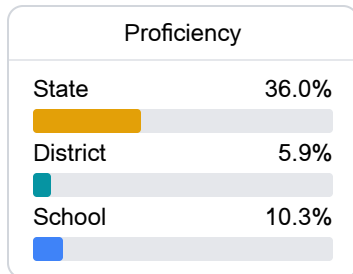 Proficiency
State 36.0%
District 5.9%
School 10.3%